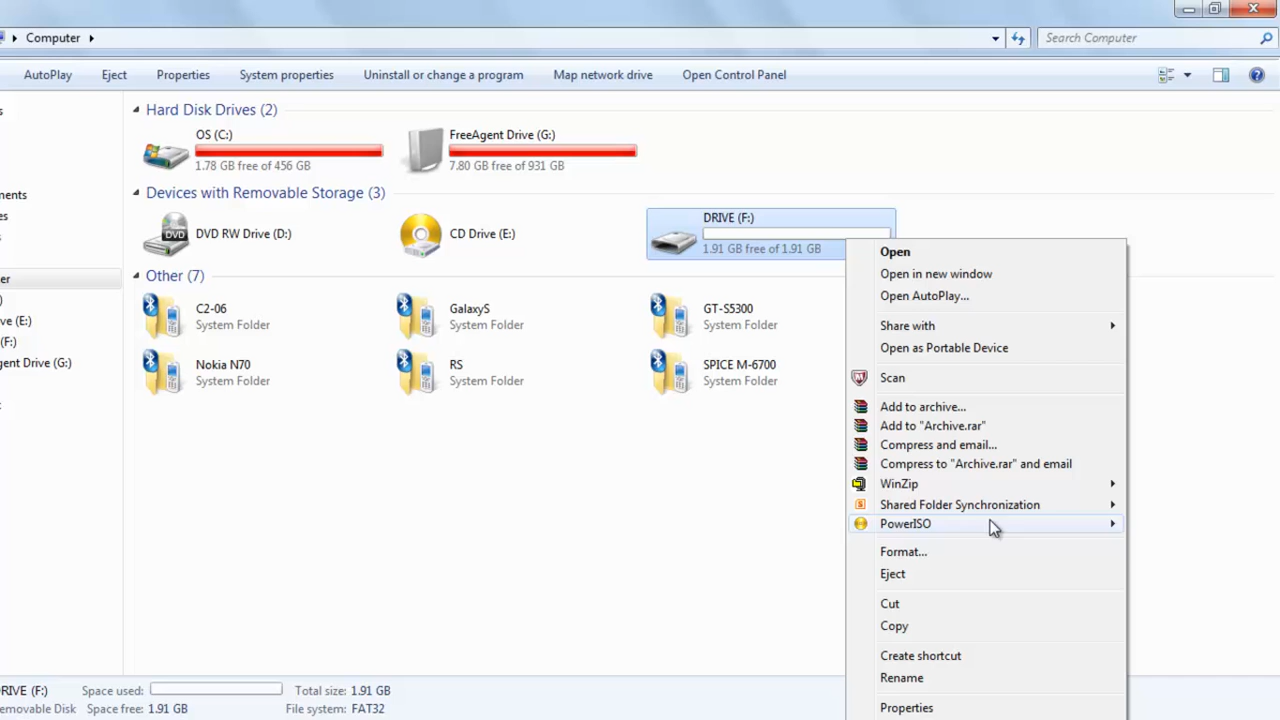 Computer
Search Computer
AutoPlay Eject Properties System properties Uninstall or change a program Map network drive Open Control Panel
s
Hard Disk Drives (2)
OS (C:)
1.78 GB free of 456 GB
FreeAgent Drive (G:)
7.80 GB free of 931 GB
ments
es
s
er
)
ve (E:)
(F:)
gent Drive (G:)
Devices with Removable Storage (3)
DVD
DVD RW Drive (D:)
CD Drive (E:)
DRIVE (F:)
1.91 GB free of 1.91 GB
Other (7)
C2-06
System Folder
GalaxyS
System Folder
GT-S5300
System Folder
Nokia N70
System Folder
RS
System Folder
SPICE M-6700
System Folder
Open
Open in new window
Open AutoPlay...
Share with
Open as Portable Device
Scan
Add to archive...
Add to "Archive.rar"
Compress and email...
Compress to "Archive.rar" and email
WinZip
Shared Folder Synchronization
PowerISO
Format...
Eject
Cut
Copy
Create shortcut
Rename
Properties
DRIVE (F:) Space used: Total size: 1.91 GB
emovable Disk Space free: 1.91 GB File system: FAT32